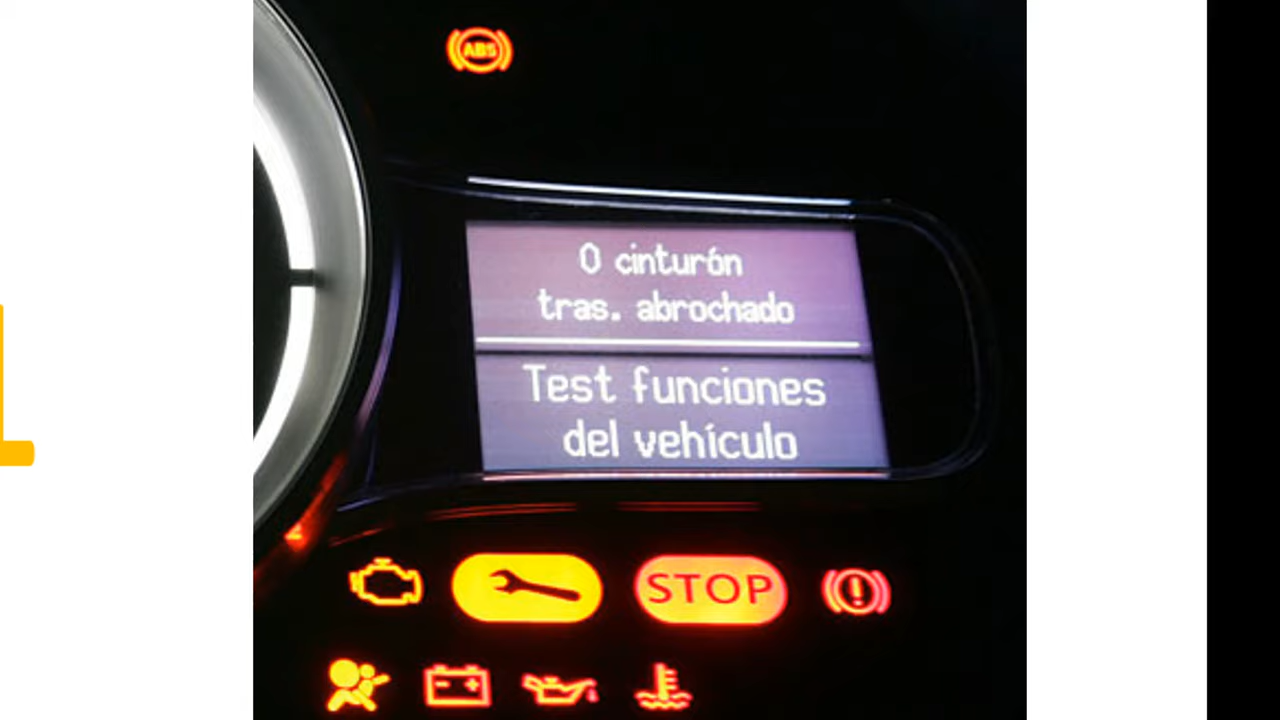 ABS
0 cinturón
tras. abrochado
Test funciones
del vehículo
STOP